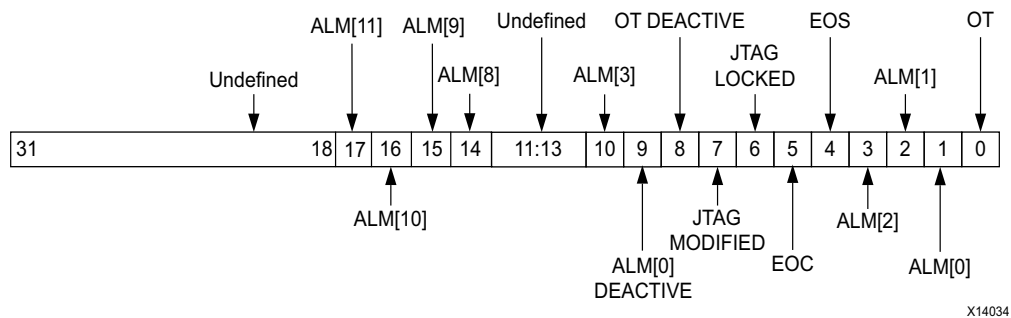 ALM[11]
ALM[9]
Undefined
OT DEACTIVE
EOS
OT
Undefined
ALM[8]
ALM[3]
JTAG
LOCKED
ALM[1]
31
18
17
16
15
14
11:13
10
9
8
7
6
5
4
3
2
1
0
ALM[10]
ALM[0]
DEACTIVE
JTAG
MODIFIED
EOC
ALM[2]
ALM[0]
X14034